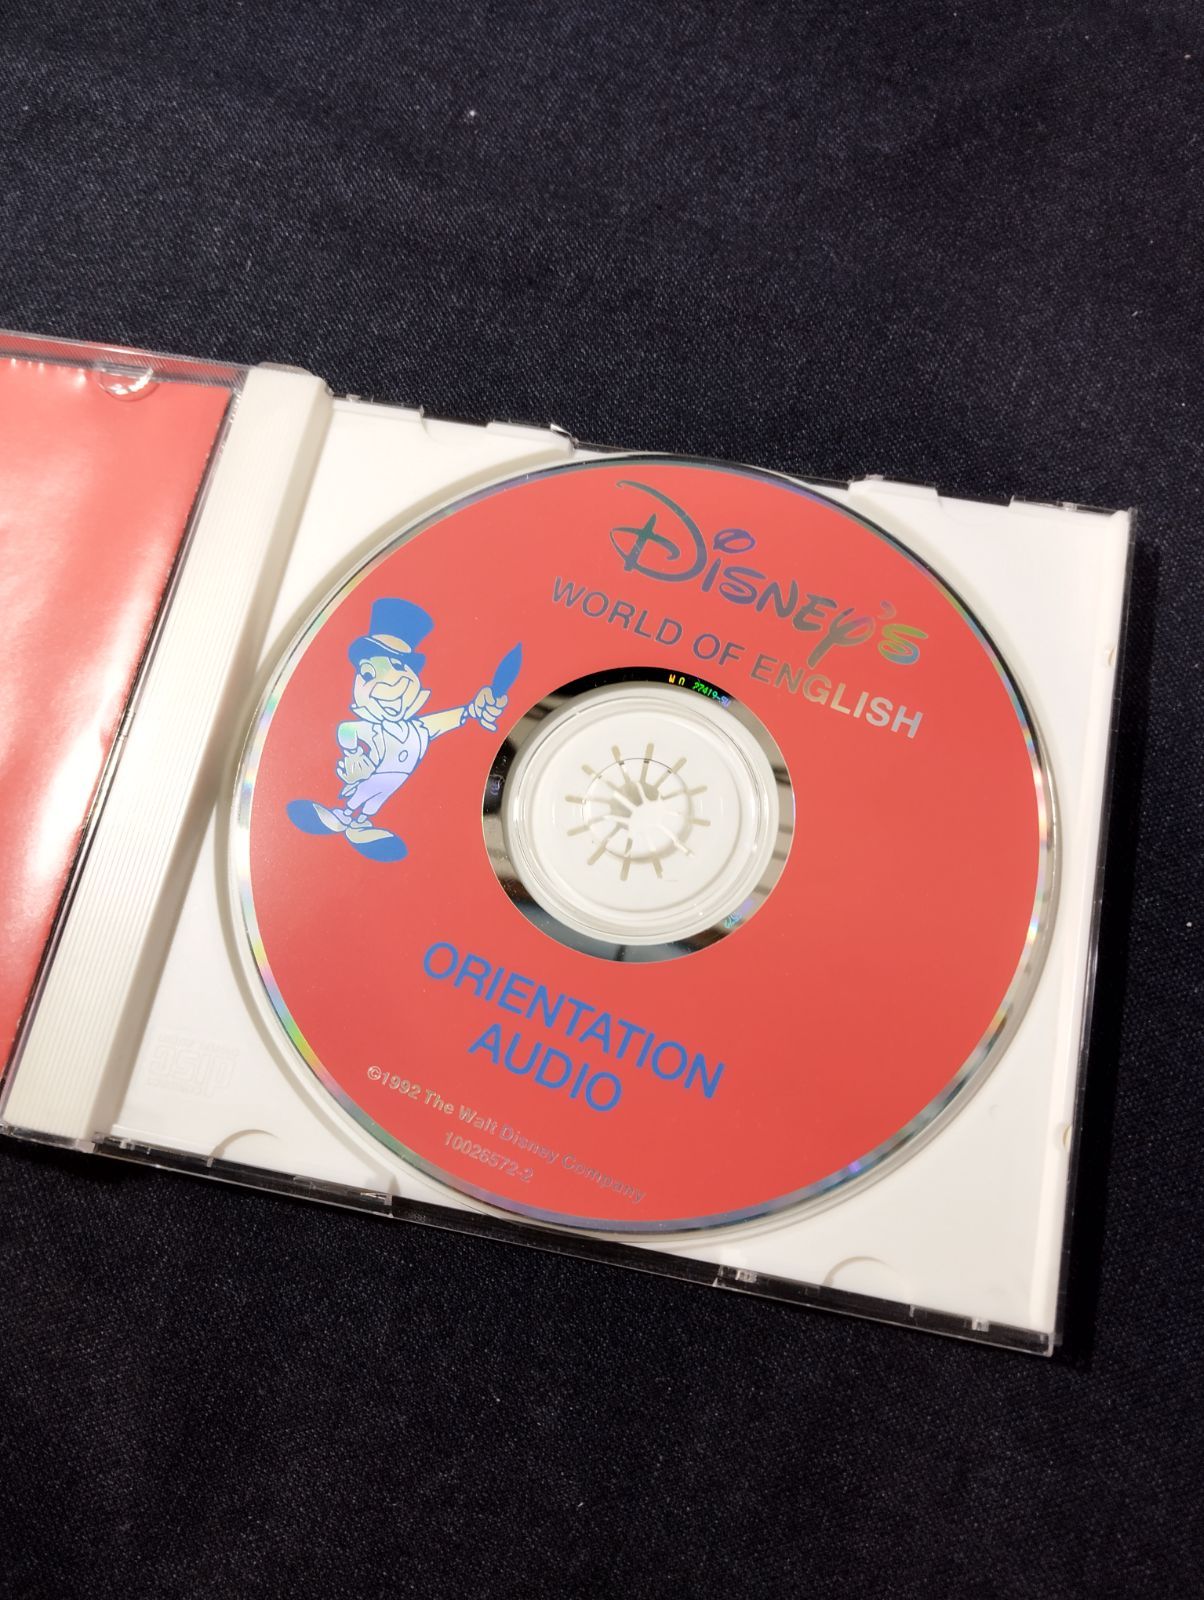 Disney's
WORLD OF ENGLISH
ORIENTATION
AUDIO
©1992 The Walt Disney Company
10026572-2